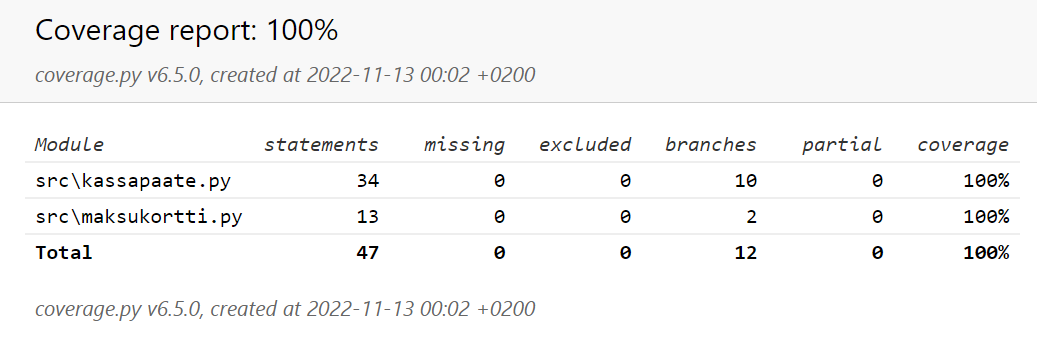 Coverage report: 100%
coverage.py v6.5.0, created at 2022-11-13 00:02 +0200
Module statements missing excluded branches partial coverage
src\kassapaate.py 34 0 0 10 0 100%
src\maksukortti.py 13 0 0 2 0 100%
Total 47 0 0 12 0 100%
coverage.py v6.5.0, created at 2022-11-13 00:02 +0200